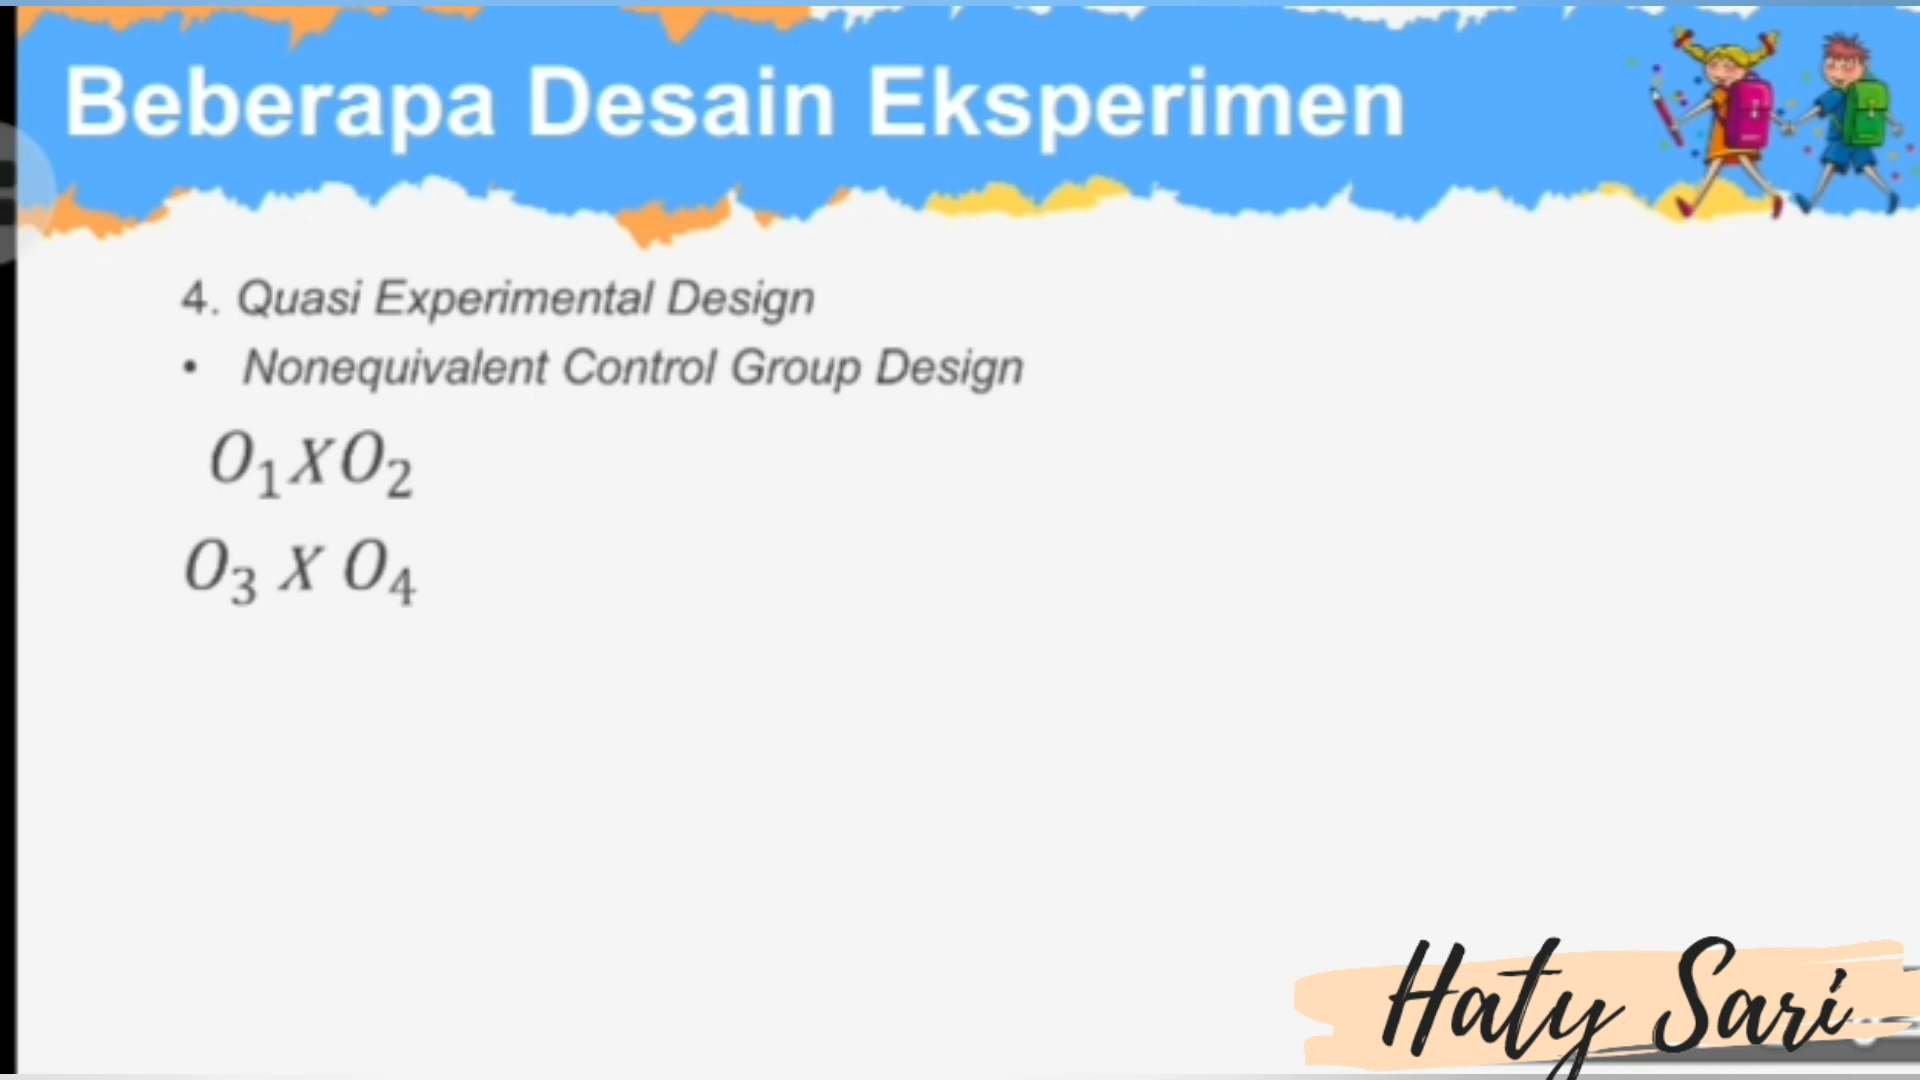 Beberapa Desain Eksperimen
4. Quasi Experimental Design
• Nonequivalent Control Group Design
O₁XO₂
O₃ X O₄
Haty Sari